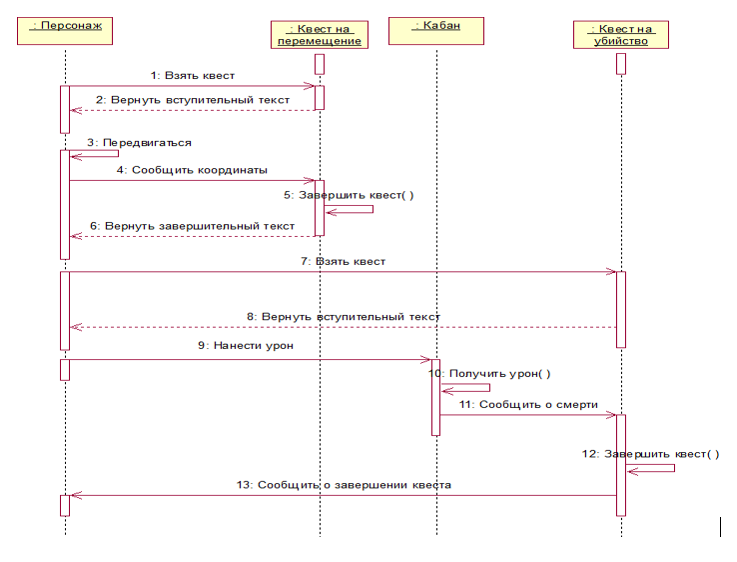 : Персонаж
: Квест на
перемещение
: Кабан
: Квест на
убийство
1: Взять квест
2: Вернуть вступительный текст
3: Передвигаться
4: Сообщить координаты
5: Завершить квест( )
6: Вернуть завершительный текст
7: Взять квест
8: Вернуть вступительный текст
9: Нанести урон
10: Получить урон( )
11: Сообщить о смерти
12: Завершить квест( )
13: Сообщить о завершении квеста